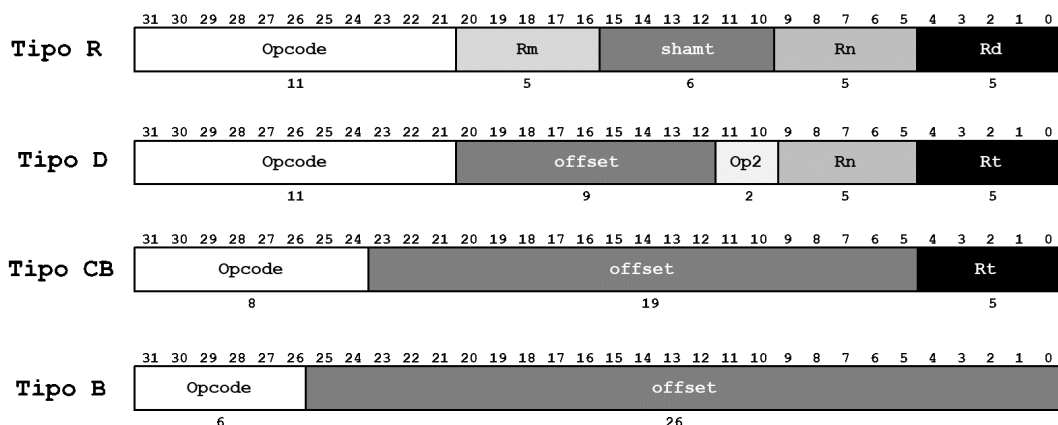 31 30 29 28 27 26 25 24 23 22 21 20 19 18 17 16 15 14 13 12 11 10 9 8 7 6 5 4 3 2 1 0
Tipo R Opcode Rm shamt Rn Rd
11 5 6 5 5
31 30 29 28 27 26 25 24 23 22 21 20 19 18 17 16 15 14 13 12 11 10 9 8 7 6 5 4 3 2 1 0
Tipo D Opcode offset Op2 Rn Rt
11 9 2 5 5
31 30 29 28 27 26 25 24 23 22 21 20 19 18 17 16 15 14 13 12 11 10 9 8 7 6 5 4 3 2 1 0
Tipo CB Opcode offset Rt
8 19 5
31 30 29 28 27 26 25 24 23 22 21 20 19 18 17 16 15 14 13 12 11 10 9 8 7 6 5 4 3 2 1 0
Tipo B Opcode offset
6 26